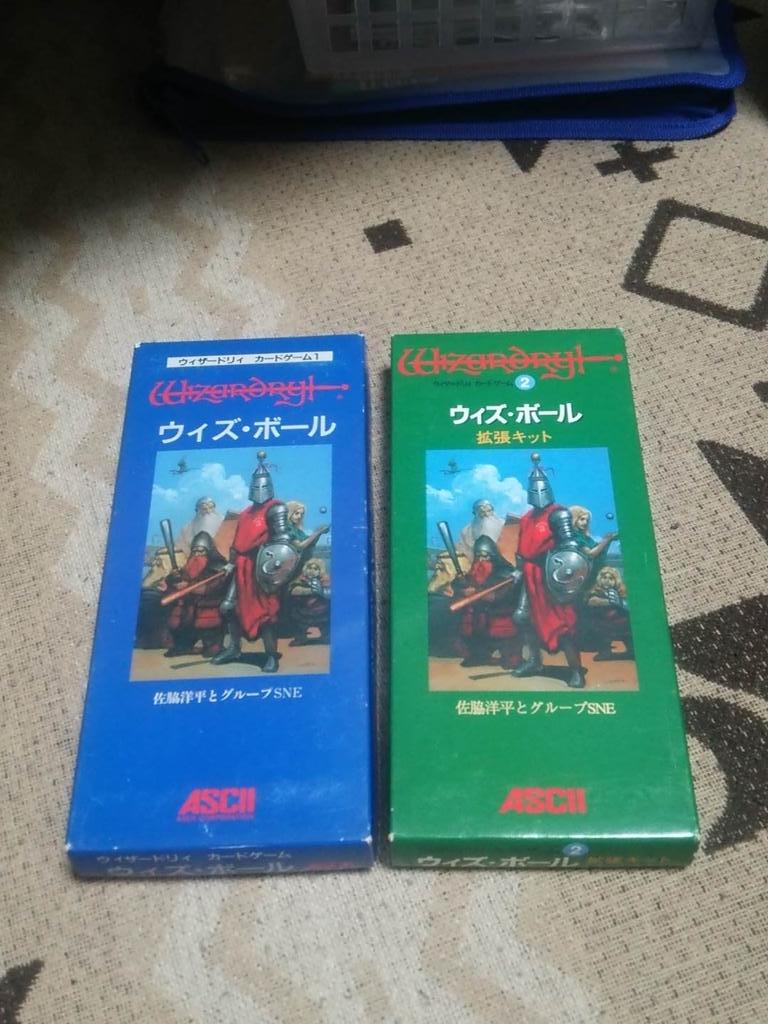 ウィザードリィ カードゲーム1
Wizardry
ウィズ・ボール
佐脇洋平とグループSNE
ASCII
ASCII CORPORATION
ウィザードリィ カードゲーム
ウィズ・ボール
Wizardry
ウィザードリィ カードゲーム 2
ウィズ・ボール
拡張キット
佐脇洋平とグループSNE
ASCII
2
ウィズ・ボール 拡張キット